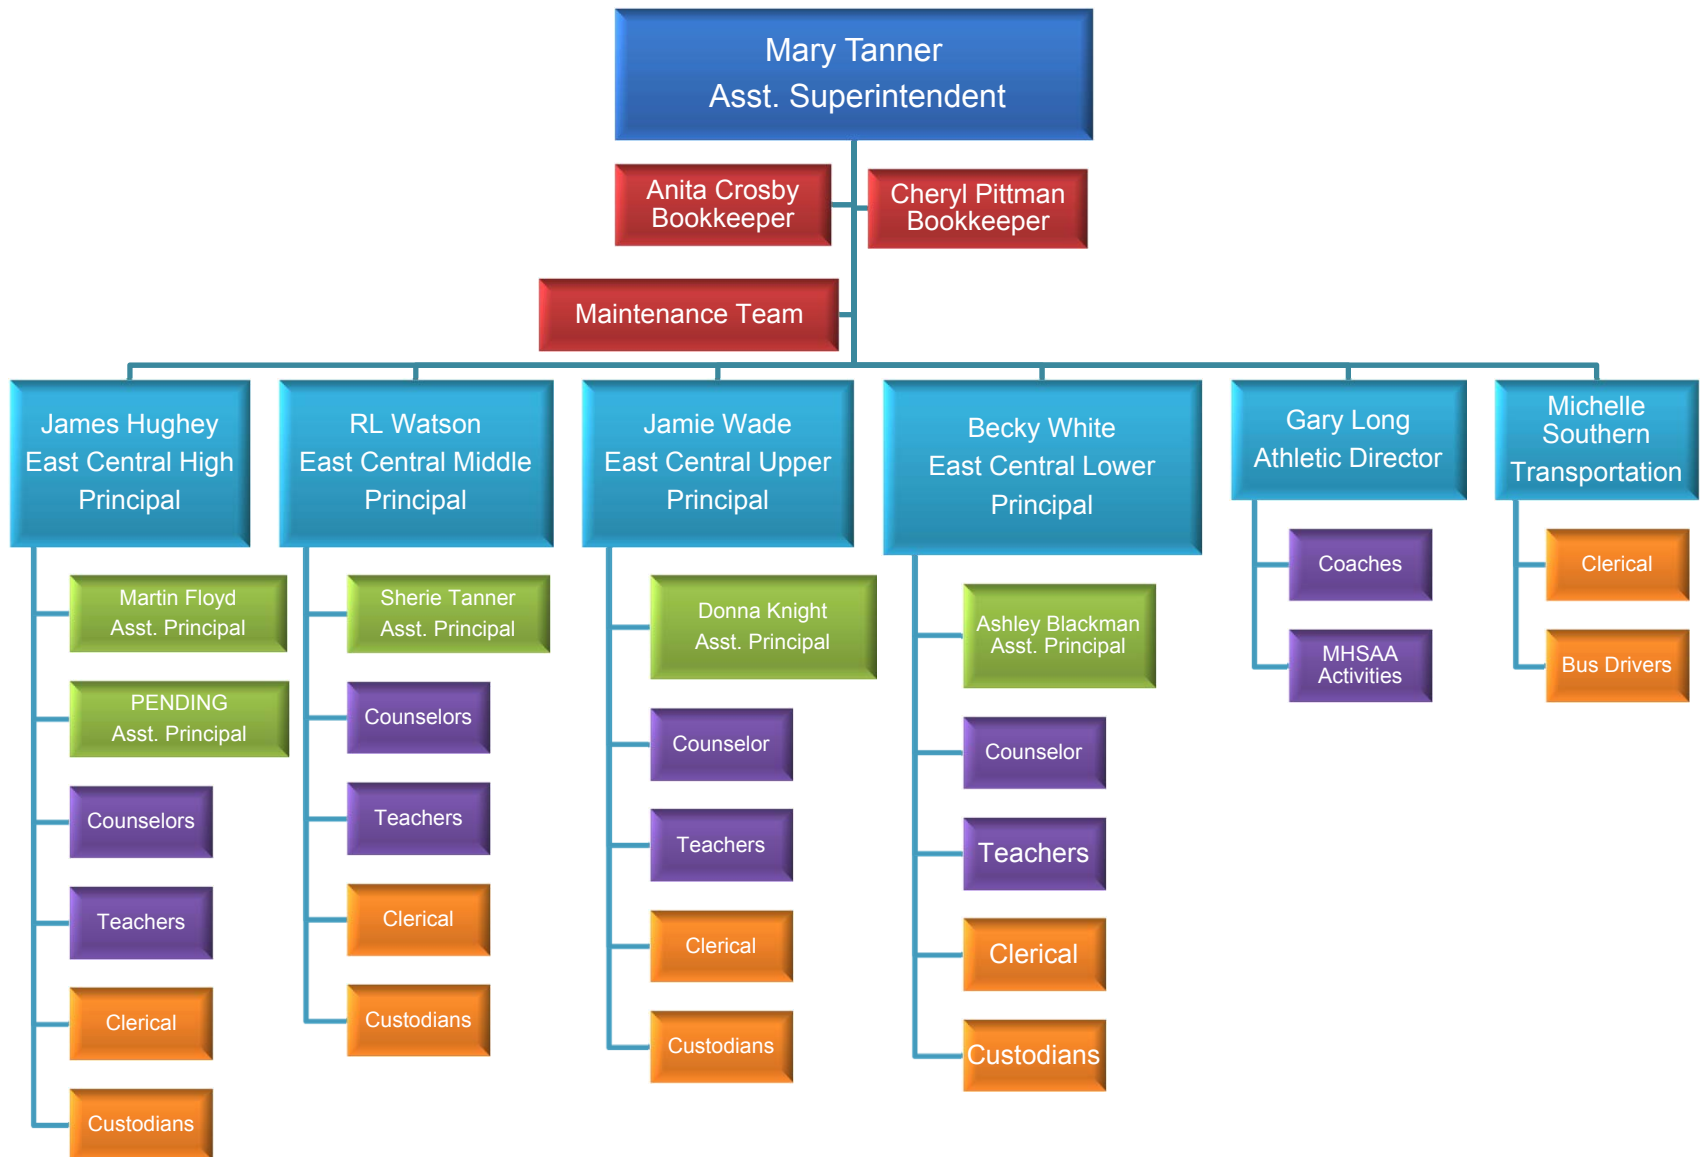 Mary Tanner
Asst. Superintendent
Anita Crosby
Bookkeeper
Cheryl Pittman
Bookkeeper
Maintenance Team
James Hughey
East Central High
Principal
RL Watson
East Central Middle
Principal
Jamie Wade
East Central Upper
Principal
Becky White
East Central Lower
Principal
Gary Long
Athletic Director
Michelle
Southern
Transportation
Martin Floyd
Asst. Principal
PENDING
Asst. Principal
Counselors
Teachers
Clerical
Custodians
Sherie Tanner
Asst. Principal
Counselors
Teachers
Clerical
Custodians
Donna Knight
Asst. Principal
Counselor
Teachers
Clerical
Custodians
Ashley Blackman
Asst. Principal
Counselor
Teachers
Clerical
Custodians
Coaches
MHSAA
Activities
Clerical
Bus Drivers